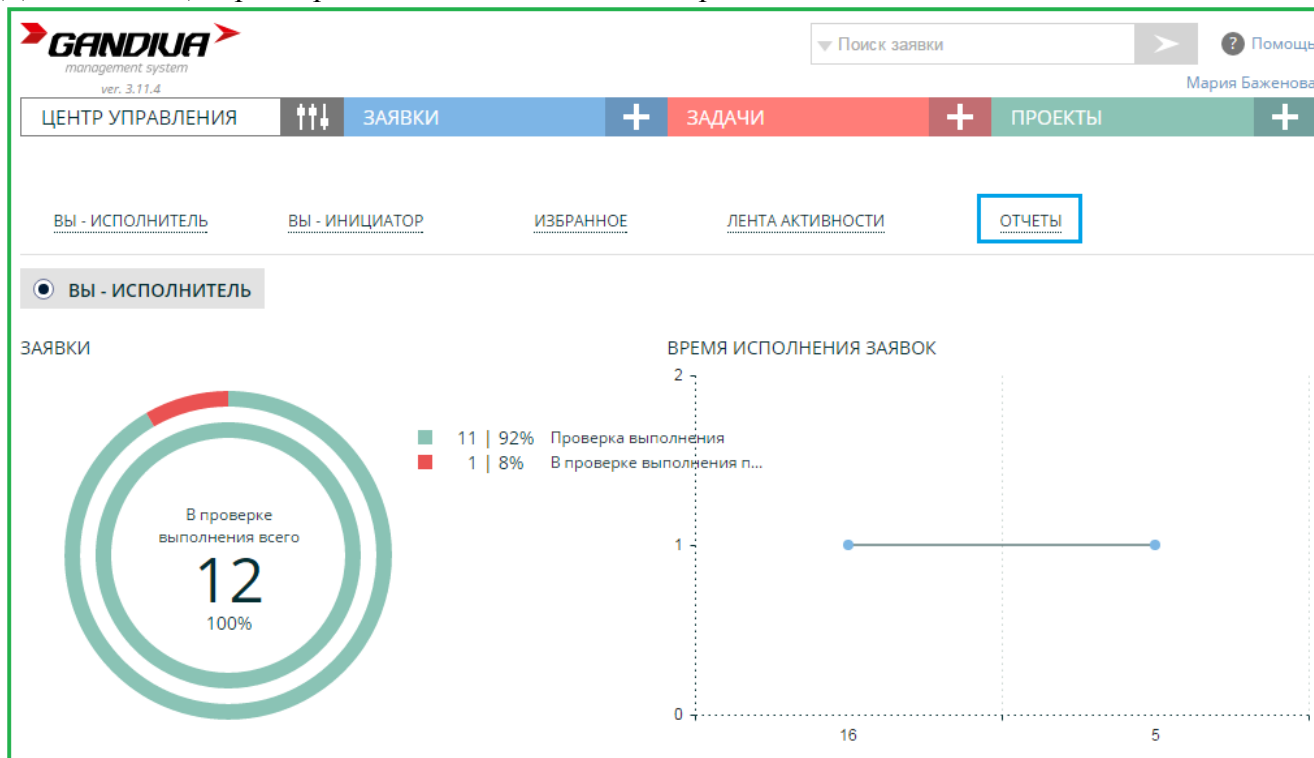 GANDIVA
management system
ver. 3.11.4
Поиск заявки
? Помощь
Мария Баженова
ЦЕНТР УПРАВЛЕНИЯ
ЗАЯВКИ
ЗАДАЧИ
ПРОЕКТЫ
ВЫ - ИСПОЛНИТЕЛЬ
ВЫ - ИНИЦИАТОР
ИЗБРАННОЕ
ЛЕНТА АКТИВНОСТИ
ОТЧЕТЫ
ВЫ - ИСПОЛНИТЕЛЬ
ЗАЯВКИ
11 | 92% Проверка выполнения
1 | 8% В проверке выполнения п...
В проверке
выполнения всего
12
100%
ВРЕМЯ ИСПОЛНЕНИЯ ЗАЯВОК
2
1
0
16
5